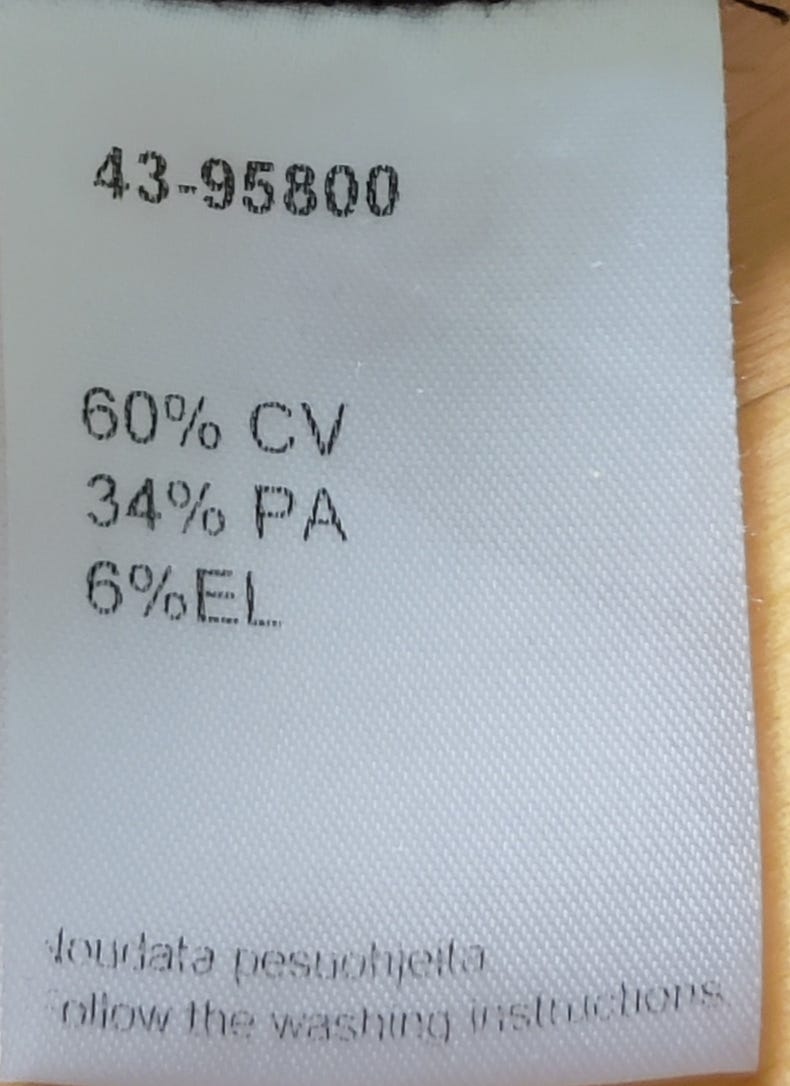 43-95800
60% CV
34% PA
6%EL
Noudata pesuohjeita
Follow the washing instructions